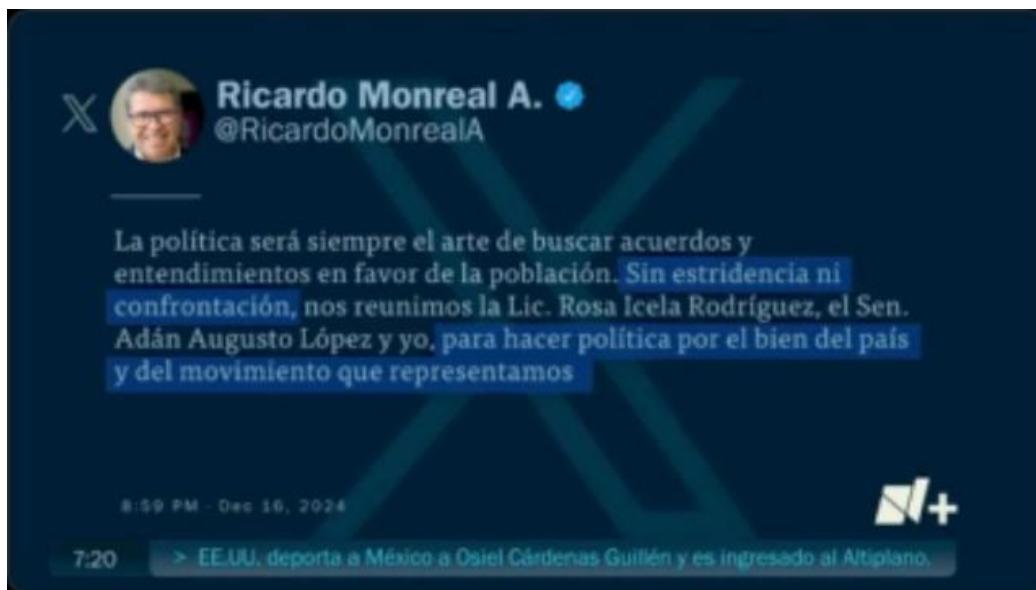 Ricardo Monreal A.
@RicardoMonrealA
La política será siempre el arte de buscar acuerdos y
entendimientos en favor de la población. Sin estridencia ni
confrontación, nos reunimos la Lic. Rosa Icela Rodríguez, el Sen.
Adán Augusto López y yo, para hacer política por el bien del país
y del movimiento que representamos
8:59 PM - Dec 16, 2024
N+
7:20
> EE.UU. deporta a México a Osiel Cárdenas Guillén y es ingresado al Altiplano.